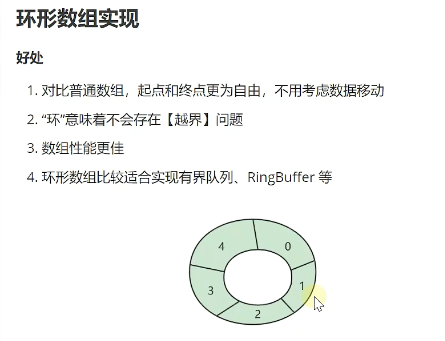 环形数组实现
好处
1. 对比普通数组，起点和终点更为自由，不用考虑数据移动
2. “环”意味着不会存在【越界】问题
3. 数组性能更佳
4. 环形数组比较适合实现有界队列、RingBuffer 等
4 0
3 1
2